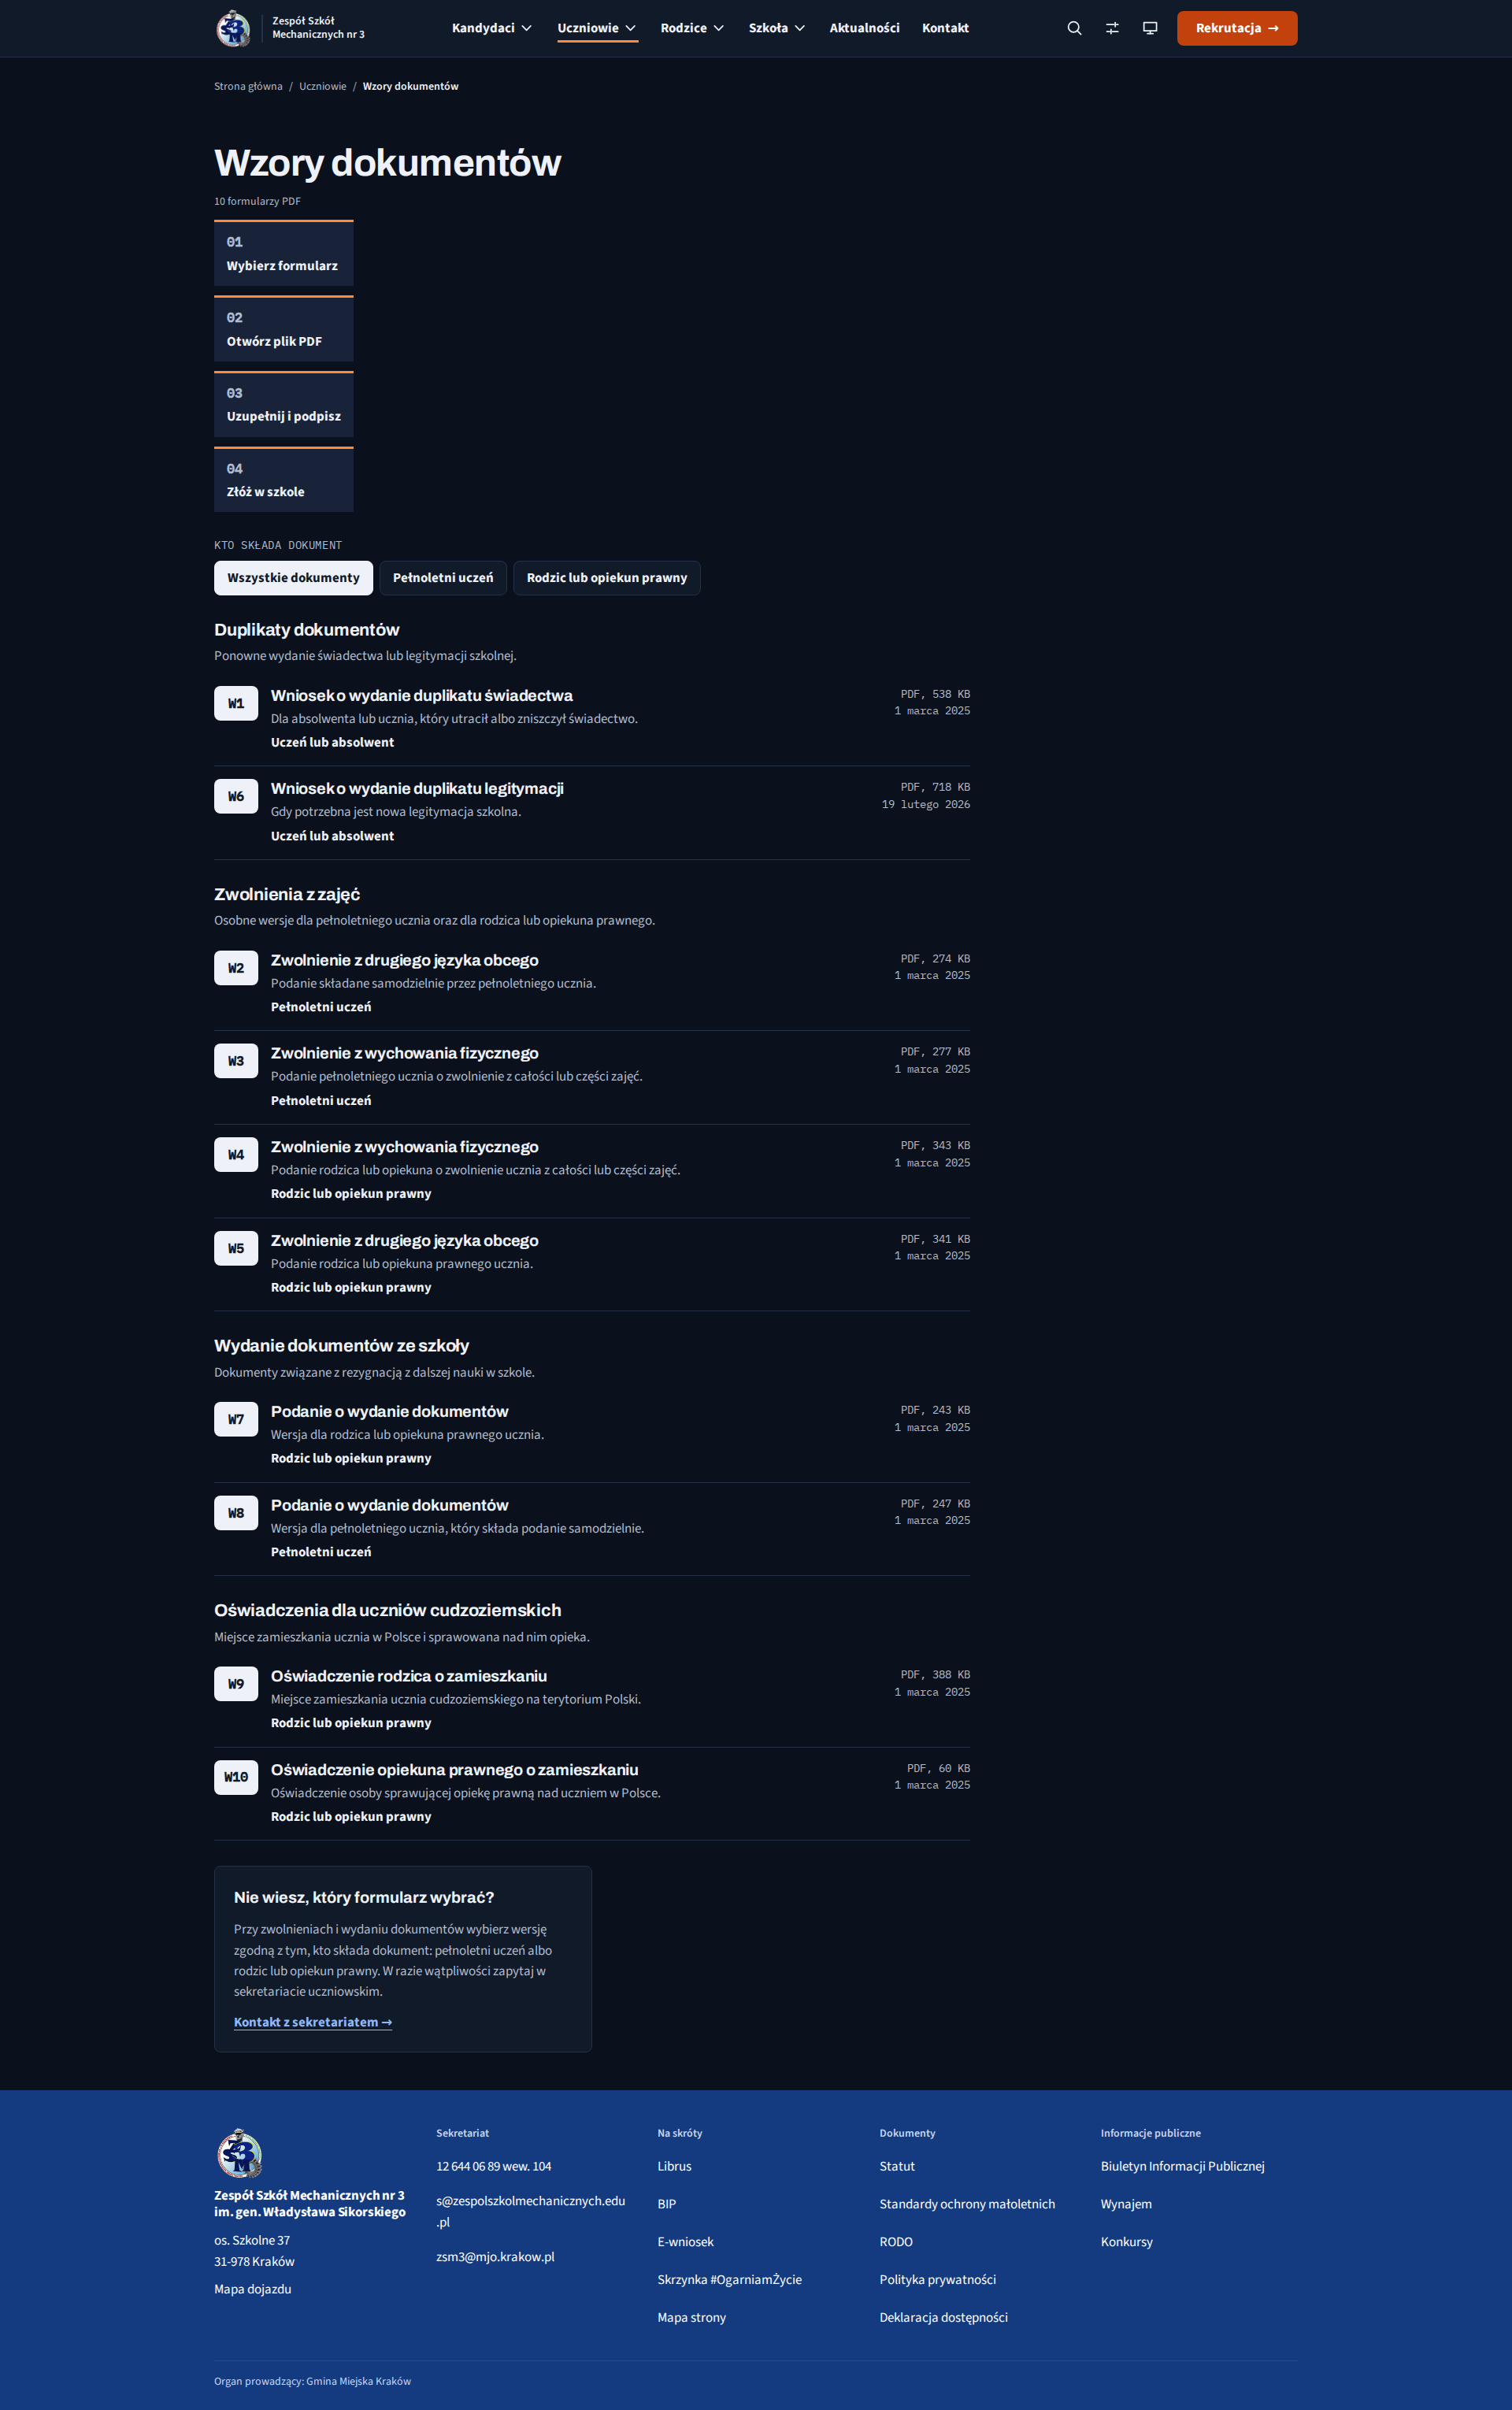 Zespół Szkół
Mechanicznych nr 3
Kandydaci
Uczniowie
Rodzice
Szkoła
Aktualności
Kontakt
Rekrutacja →
Strona główna / Uczniowie / Wzory dokumentów
Wzory dokumentów
10 formularzy PDF
01
Wybierz formularz
02
Otwórz plik PDF
03
Uzupełnij i podpisz
04
Złóż w szkole
KTO SKŁADA DOKUMENT
Wszystkie dokumenty
Pełnoletni uczeń
Rodzic lub opiekun prawny
Duplikaty dokumentów
Ponowne wydanie świadectwa lub legitymacji szkolnej.
W1
Wniosek o wydanie duplikatu świadectwa
Dla absolwenta lub ucznia, który utracił albo zniszczył świadectwo.
Uczeń lub absolwent
PDF, 538 KB
1 marca 2025
W6
Wniosek o wydanie duplikatu legitymacji
Gdy potrzebna jest nowa legitymacja szkolna.
Uczeń lub absolwent
PDF, 718 KB
19 lutego 2026
Zwolnienia z zajęć
Osobne wersje dla pełnoletniego ucznia oraz dla rodzica lub opiekuna prawnego.
W2
Zwolnienie z drugiego języka obcego
Podanie składane samodzielnie przez pełnoletniego ucznia.
Pełnoletni uczeń
PDF, 274 KB
1 marca 2025
W3
Zwolnienie z wychowania fizycznego
Podanie pełnoletniego ucznia o zwolnienie z całości lub części zajęć.
Pełnoletni uczeń
PDF, 277 KB
1 marca 2025
W4
Zwolnienie z wychowania fizycznego
Podanie rodzica lub opiekuna o zwolnienie ucznia z całości lub części zajęć.
Rodzic lub opiekun prawny
PDF, 343 KB
1 marca 2025
W5
Zwolnienie z drugiego języka obcego
Podanie rodzica lub opiekuna prawnego ucznia.
Rodzic lub opiekun prawny
PDF, 341 KB
1 marca 2025
Wydanie dokumentów ze szkoły
Dokumenty związane z rezygnacją z dalszej nauki w szkole.
W7
Podanie o wydanie dokumentów
Wersja dla rodzica lub opiekuna prawnego ucznia.
Rodzic lub opiekun prawny
PDF, 243 KB
1 marca 2025
W8
Podanie o wydanie dokumentów
Wersja dla pełnoletniego ucznia, który składa podanie samodzielnie.
Pełnoletni uczeń
PDF, 247 KB
1 marca 2025
Oświadczenia dla uczniów cudzoziemskich
Miejsce zamieszkania ucznia w Polsce i sprawowana nad nim opieka.
W9
Oświadczenie rodzica o zamieszkaniu
Miejsce zamieszkania ucznia cudzoziemskiego na terytorium Polski.
Rodzic lub opiekun prawny
PDF, 388 KB
1 marca 2025
W10
Oświadczenie opiekuna prawnego o zamieszkaniu
Oświadczenie osoby sprawującej opiekę prawną nad uczniem w Polsce.
Rodzic lub opiekun prawny
PDF, 60 KB
1 marca 2025
Nie wiesz, który formularz wybrać?
Przy zwolnieniach i wydaniu dokumentów wybierz wersję
zgodną z tym, kto składa dokument: pełnoletni uczeń albo
rodzic lub opiekun prawny. W razie wątpliwości zapytaj w
sekretariacie uczniowskim.
Kontakt z sekretariatem →
Zespół Szkół Mechanicznych nr 3
im. gen. Władysława Sikorskiego
os. Szkolne 37
31-978 Kraków
Mapa dojazdu
Sekretariat
12 644 06 89 wew. 104
s@zespolszkolmechanicznych.edu
.pl
zsm3@mjo.krakow.pl
Na skróty
Librus
BIP
E-wniosek
Skrzynka #OgarniamŻycie
Mapa strony
Dokumenty
Statut
Standardy ochrony małoletnich
RODO
Polityka prywatności
Deklaracja dostępności
Informacje publiczne
Biuletyn Informacji Publicznej
Wynajem
Konkursy
Organ prowadzący: Gmina Miejska Kraków